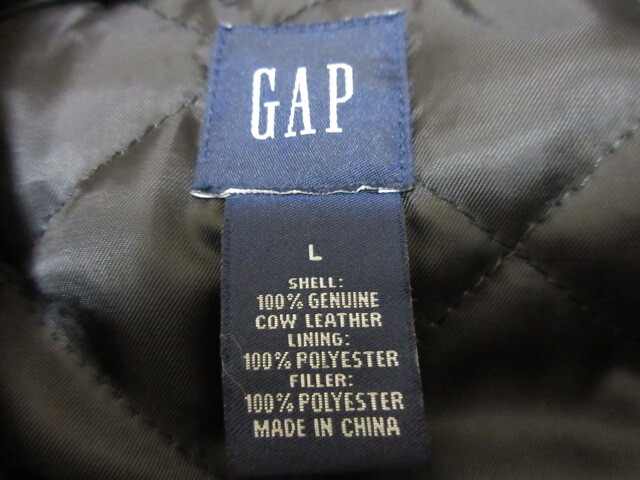 GAP
L
SHELL:
100% GENUINE
COW LEATHER
LINING:
100% POLYESTER
FILLER:
100% POLYESTER
MADE IN CHINA